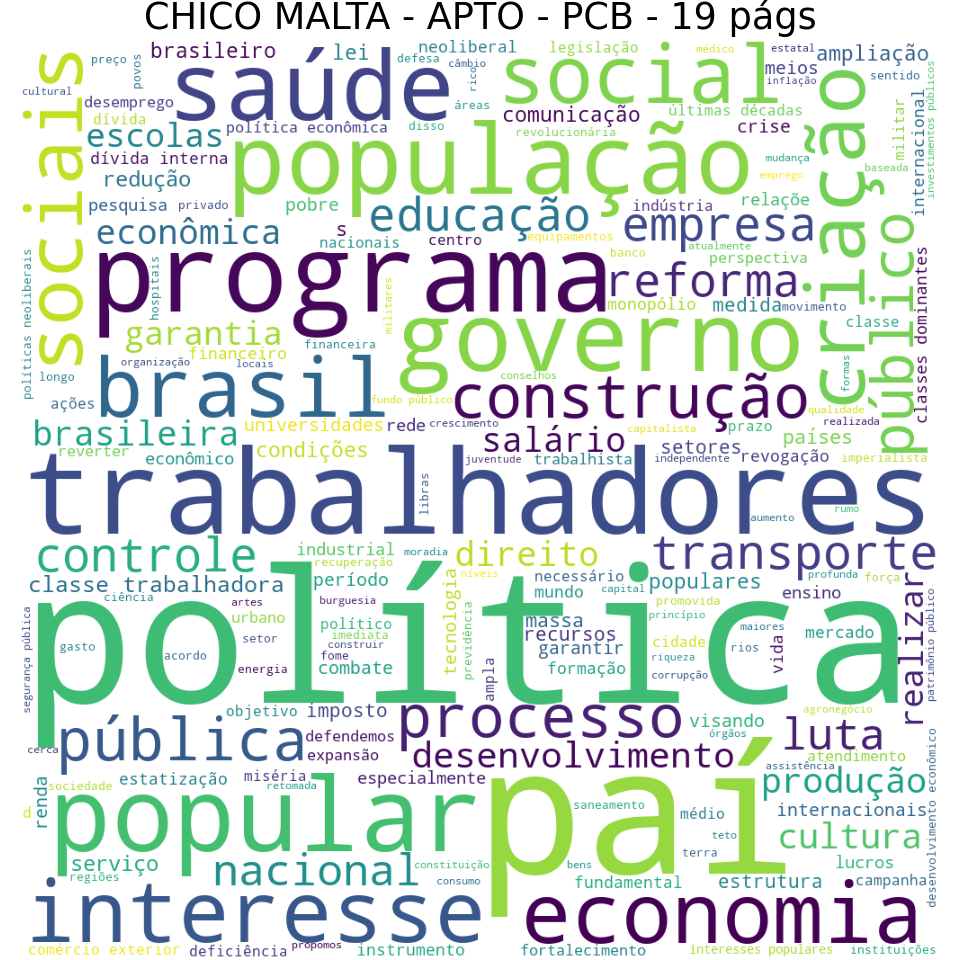 CHICO MALTA - APTO - PCB - 19 págs
sociais
preço
povos
cultural
desemprego
dívida
escolas
dívida interna
redução
pesquisa
privado
brasileiro
saúde
lei
neoliberal
defesa
câmbio
rico
áreas
política econômica
disso
revolucionária
legislação
médico
estatal
social
meios
inflação
ampliação
sentido
comunicação
últimas décadas
crise
criação
militar
internacional
investimentos públicos
população
mudança
emprego
baseada
pobre
educação
indústria
relaçõe
econômica
s
nacionais
centro
equipamentos
empresa
banco
atualmente
perspectiva
público
classes dominantes
políticas neoliberais
programa
hospitais
militares
reforma
monopólio
medida
movimento
classe
garantia
financeiro
financeira
governo
organização
locais
conselhos
formas
longo
brasil
ações
fundo público
construção
qualidade
brasileira
universidades
rede
crescimento
capitalista
prazo
realizada
reverter
econômico
condições
salário
setores
países
juventude
trabalhista
independente
revogação
imperialista
trabalhadores
libras
aumento
rumo
controle
industrial
moradia
recuperação
direito
transporte
classe trabalhadora
período
níveis
necessário
capital
populares
profunda
força
ciência
artes
burguesia
tecnologia
previdência
mundo
promovida
ensino
realizar
patrimônio público
segurança pública
urbano
político
imediata
massa
recursos
princípio
cidade
maiores
mercado
gasto
acordo
setor
construir
fome
combate
energia
ampla
garantir
formação
riqueza
corrupção
rios
vida
política
objetivo
imposto
defendemos
expansão
processo
visando
órgãos
agronegócio
luta
cerca
pública
desenvolvimento
atendimento
assistência
renda
sociedade
estatização
miséria
retomada
especialmente
país
produção
desenvolvimento econômico
d
popular
saneamento
médio
internacionais
teto
terra
cultura
serviço
regiões
nacional
constituição
consumo
bens
fundamental
estrutura
lucros
campanha
interesse
economia
comércio exterior
deficiência
propomos
instrumento
fortalecimento
interesses populares
instituições